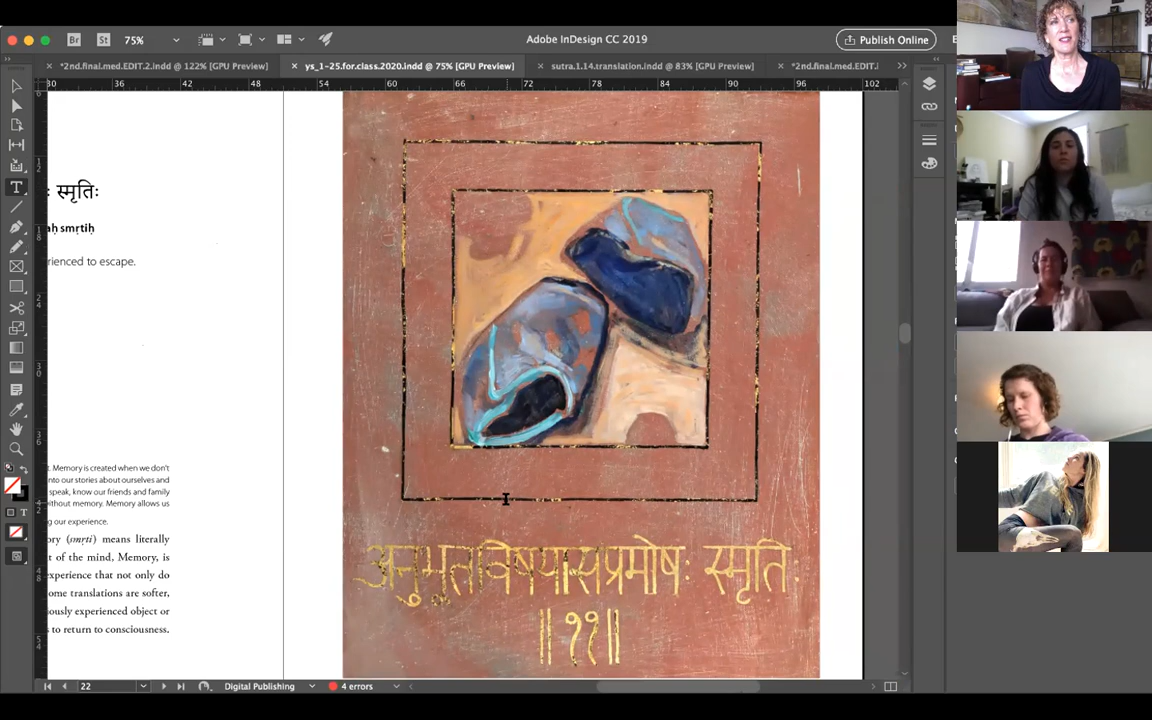 Br St 75% Adobe InDesign CC 2019 Publish Online
*2nd.final.med.EDIT.2.indd @ 122% [GPU Preview] ys_1-25.for.class.2020.indd @ 75% [GPU Preview] sutra.1.14.translation.indd @ 83% [GPU Preview] *2nd.final.med.EDI
30 36 42 48 54 60 66 72 78 84 90 96 102
स्मृतिः
smṛtiḥ
rienced to escape.
t. Memory is created when we don't
nto our stories about ourselves and
speak, know our friends and family
without memory. Memory allows us
g our experience.
ory (smṛti) means literally
t of the mind, Memory, is
xperience that not only do
ome translations are softer,
ously experienced object or
s to return to consciousness.
अनुभूतविषयासंप्रमोषः स्मृतिः
॥ ११ ॥
22 Digital Publishing 4 errors